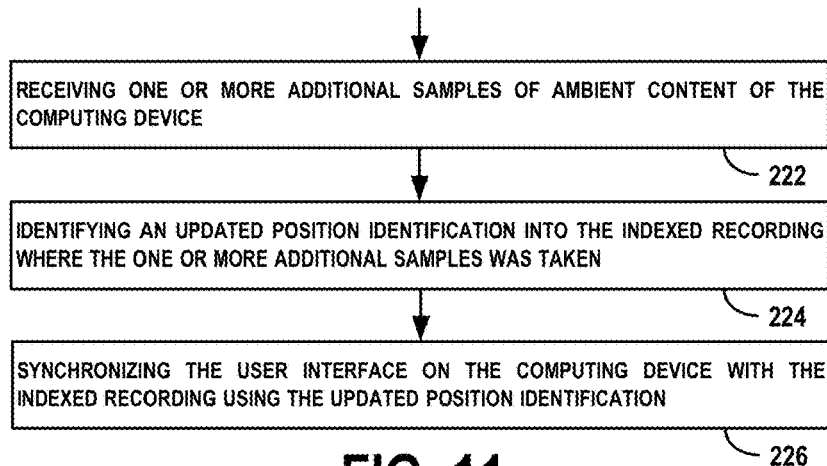 RECEIVING ONE OR MORE ADDITIONAL SAMPLES OF AMBIENT CONTENT OF THE
COMPUTING DEVICE
222
IDENTIFYING AN UPDATED POSITION IDENTIFICATION INTO THE INDEXED RECORDING
WHERE THE ONE OR MORE ADDITIONAL SAMPLES WAS TAKEN
224
SYNCHRONIZING THE USER INTERFACE ON THE COMPUTING DEVICE WITH THE
INDEXED RECORDING USING THE UPDATED POSITION IDENTIFICATION
226
FIG. 11